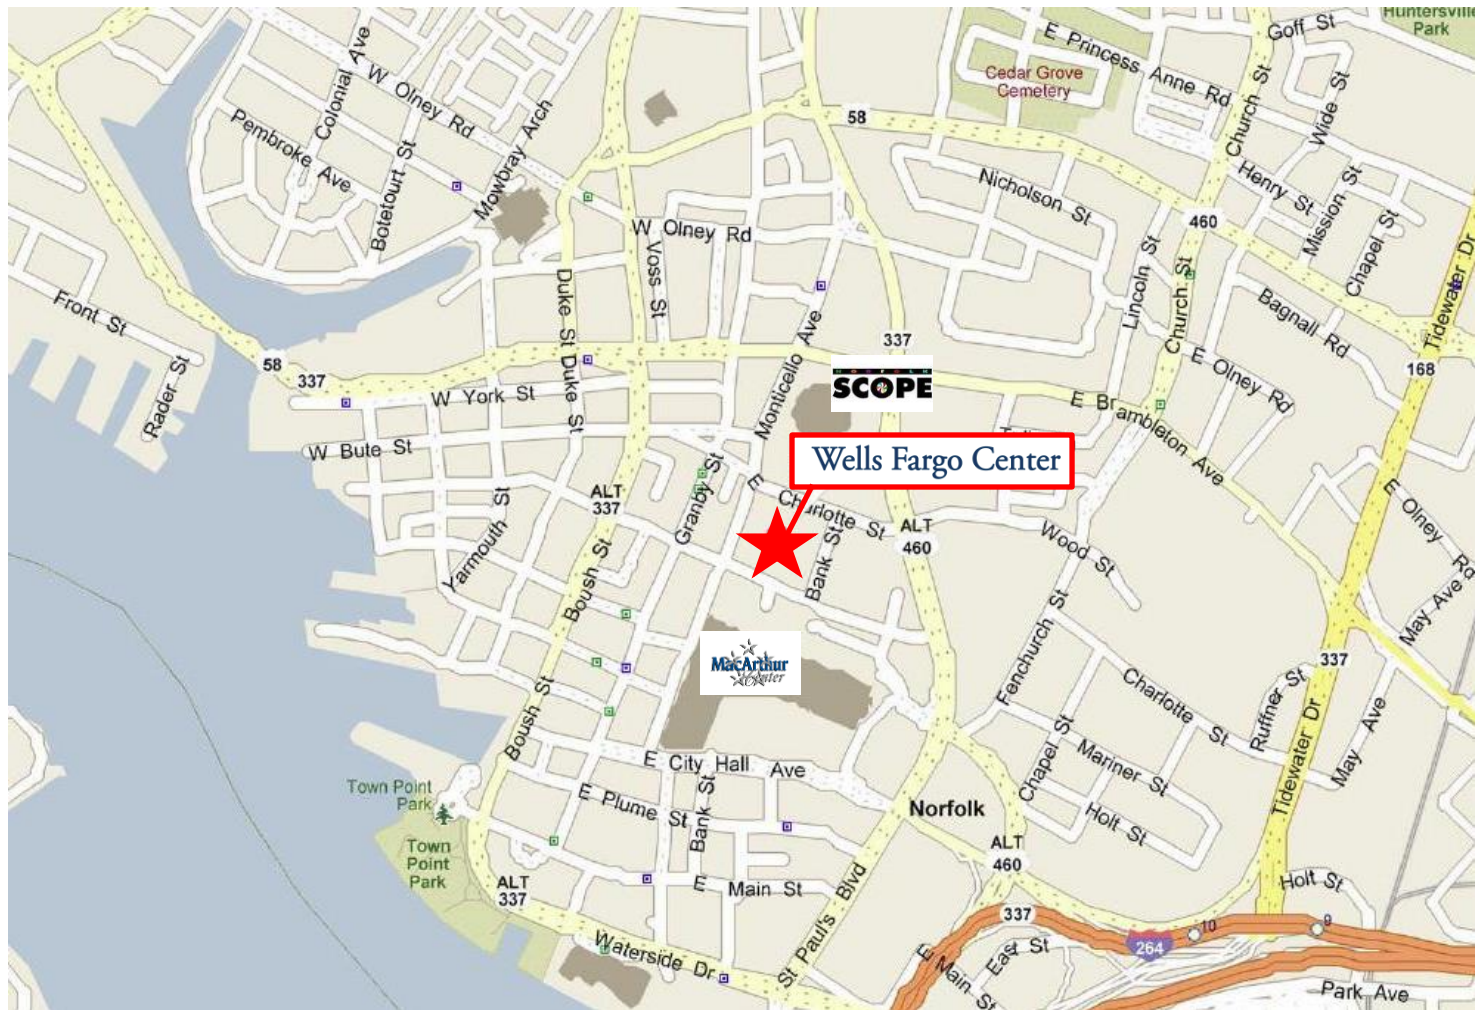 Huntersville
Park
Goff St
E Princess Anne Rd
Cedar Grove
Cemetery
Colonial Ave
W Olney Rd
Pembroke Ave
Botetourt St
Mowbray Arch
58
Church St
Wide St
Henry St
Mission St
Chapel St
Nicholson St
460
W Olney Rd
Voss St
Duke St
Duke St
Lincoln St
Church St
Bagnall Rd
Tidewater Dr
Front St
Rader St
58
337
Monticello Ave
337
NORFOLK
SCOPE
E Olney Rd
168
W York St
E Brambleton Ave
W Bute St
Wells Fargo Center
Granby St
E Charlotte St
ALT
337
ALT
460
Bank St
Wood St
E Olney Rd
Yarmouth St
Boush St
Fenchurch St
May Ave
MacArthur
Center
337
Charlotte St
Ruffner St
Tidewater Dr
May Ave
Boush St
E City Hall Ave
Chapel St
Mariner St
Holt St
Town Point
Park
E Plume St
Bank St
Norfolk
Town
Point
Park
ALT
337
E Main St
ALT
460
St Paul's Blvd
Holt St
337
Waterside Dr
E Main St
East St
264
10
9
Park Ave